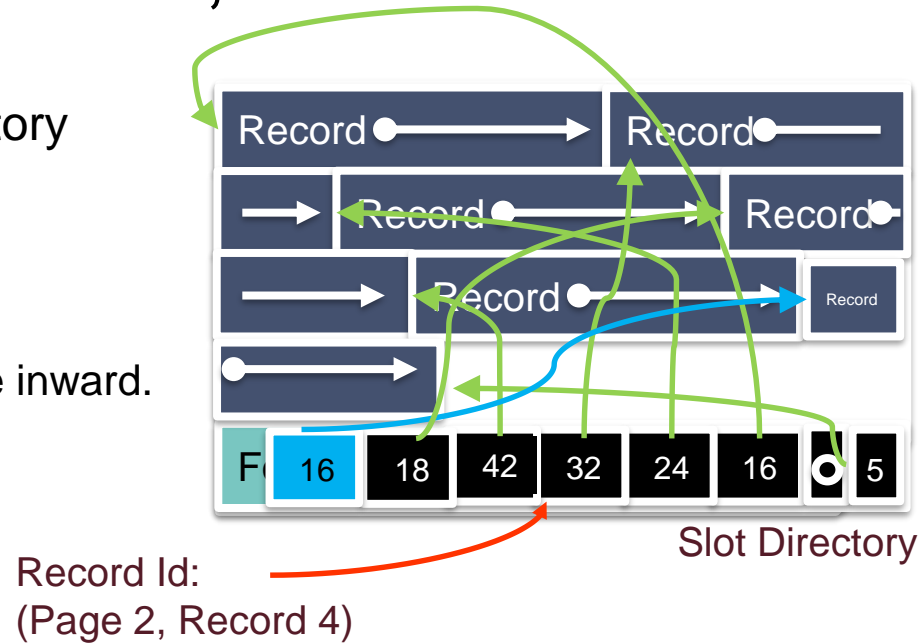 tory
Record Record
Record Record
Record Record
e inward.
16 18 42 32 24 16 5
Slot Directory
Record Id:
(Page 2, Record 4)